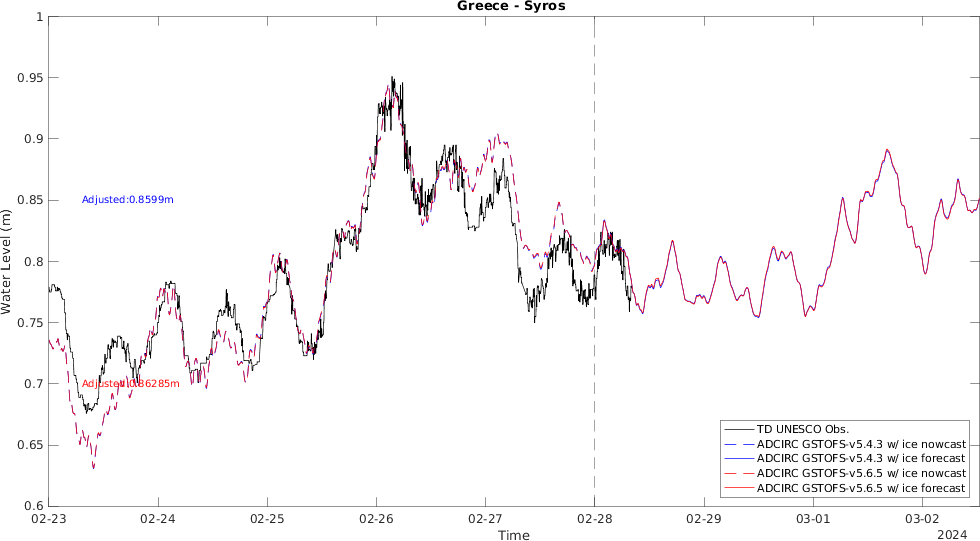 Greece - Syros
1
0.95
0.9
0.85
0.8
0.75
0.7
0.65
0.6
Water Level (m)
Adjusted:0.8599m
Adjusted:0.86285m
TD UNESCO Obs.
ADCIRC GSTOFS-v5.4.3 w/ ice nowcast
ADCIRC GSTOFS-v5.4.3 w/ ice forecast
ADCIRC GSTOFS-v5.6.5 w/ ice nowcast
ADCIRC GSTOFS-v5.6.5 w/ ice forecast
02-23 02-24 02-25 02-26 02-27 02-28 02-29 03-01 03-02
Time
2024